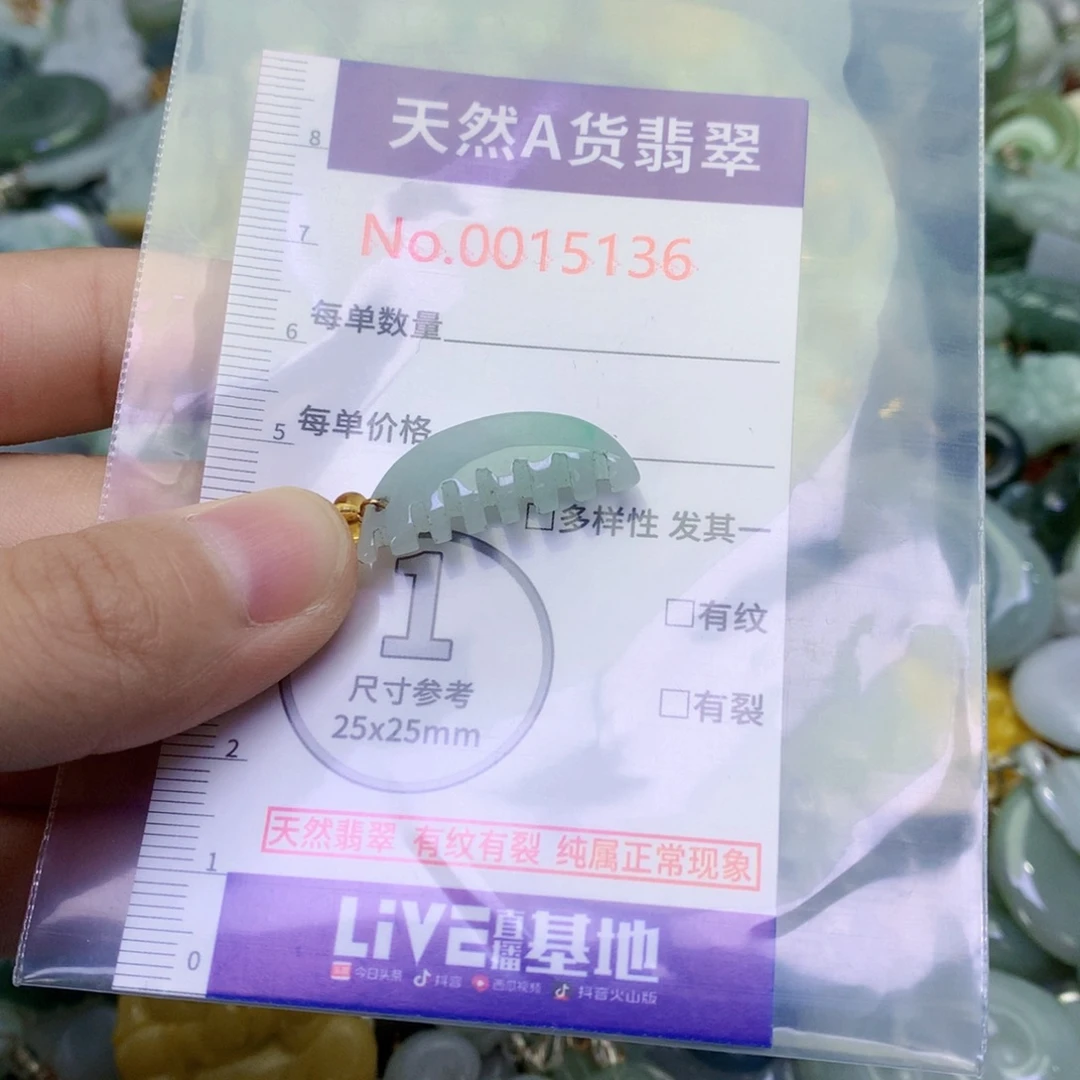 天然A货翡翠
8
No.0015136
7
每单数量
6
每单价格
5
□多样性 发其一
1
□有纹
尺寸参考
25x25mm
□有裂
2
天然翡翠 有纹有裂 纯属正常现象
1
LiVE直播基地
0
今日头条 抖音 西瓜视频 抖音火山版